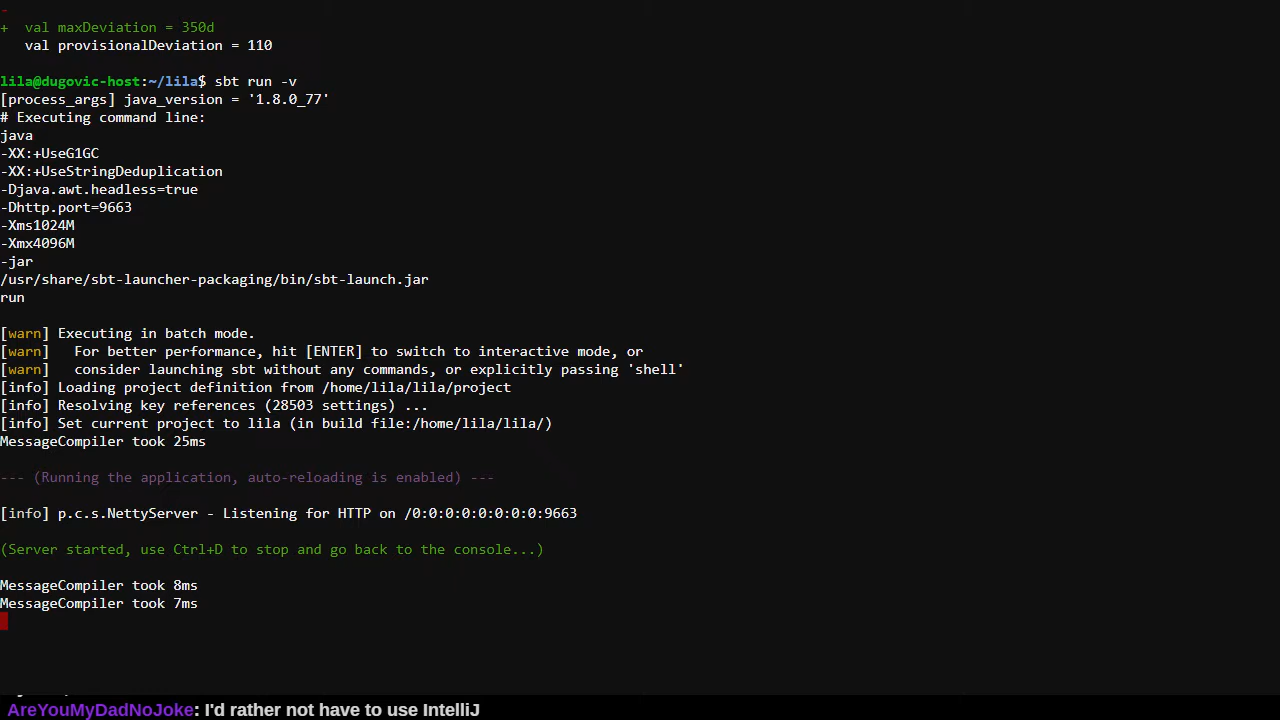 -
+  val maxDeviation = 350d
   val provisionalDeviation = 110
lila@dugovic-host:~/lila$ sbt run -v
[process_args] java_version = '1.8.0_77'
# Executing command line:
java
-XX:+UseG1GC
-XX:+UseStringDeduplication
-Djava.awt.headless=true
-Dhttp.port=9663
-Xms1024M
-Xmx4096M
-jar
/usr/share/sbt-launcher-packaging/bin/sbt-launch.jar
run
[warn] Executing in batch mode.
[warn]   For better performance, hit [ENTER] to switch to interactive mode, or
[warn]   consider launching sbt without any commands, or explicitly passing 'shell'
[info] Loading project definition from /home/lila/lila/project
[info] Resolving key references (28503 settings) ...
[info] Set current project to lila (in build file:/home/lila/lila/)
MessageCompiler took 25ms
--- (Running the application, auto-reloading is enabled) ---
[info] p.c.s.NettyServer - Listening for HTTP on /0:0:0:0:0:0:0:0:9663
(Server started, use Ctrl+D to stop and go back to the console...)
MessageCompiler took 8ms
MessageCompiler took 7ms
AreYouMyDadNoJoke: I'd rather not have to use IntelliJ